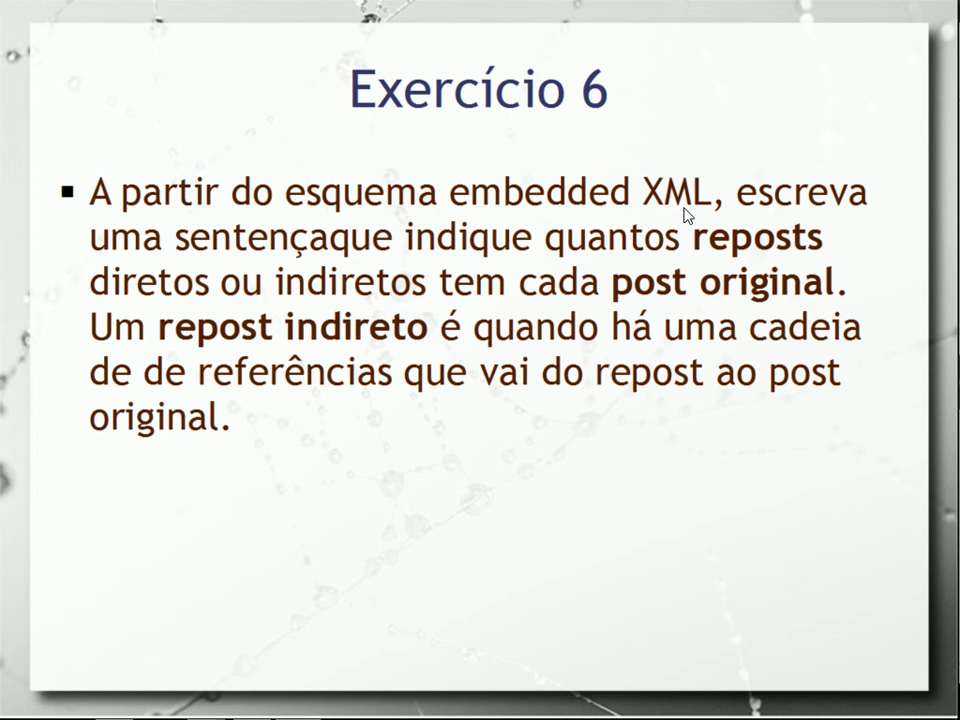 Exercício 6
▪ A partir do esquema embedded XML, escreva
uma sentençaque indique quantos reposts
diretos ou indiretos tem cada post original.
Um repost indireto é quando há uma cadeia
de de referências que vai do repost ao post
original.